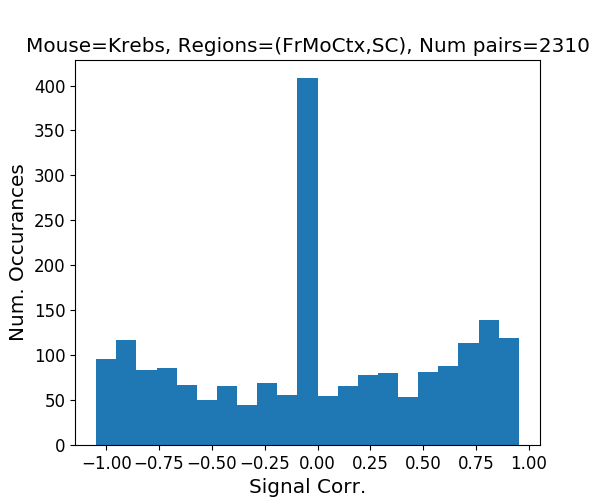 Mouse=Krebs, Regions=(FrMoCtx,SC), Num pairs=2310
400
350
300
250
200
150
100
50
0
Num. Occurances
−1.00 −0.75 −0.50 −0.25 0.00 0.25 0.50 0.75 1.00
Signal Corr.